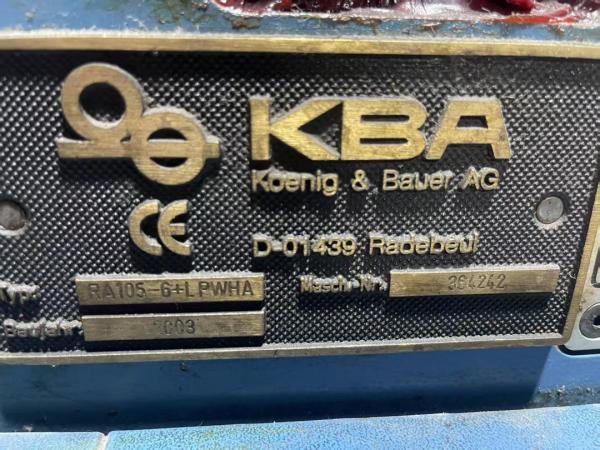 KBA
Koenig & Bauer AG
CE
D-01439 Radebeul
Typ: RA105-6+LPWHA Masch.-Nr. 364242
Baujahr 2003